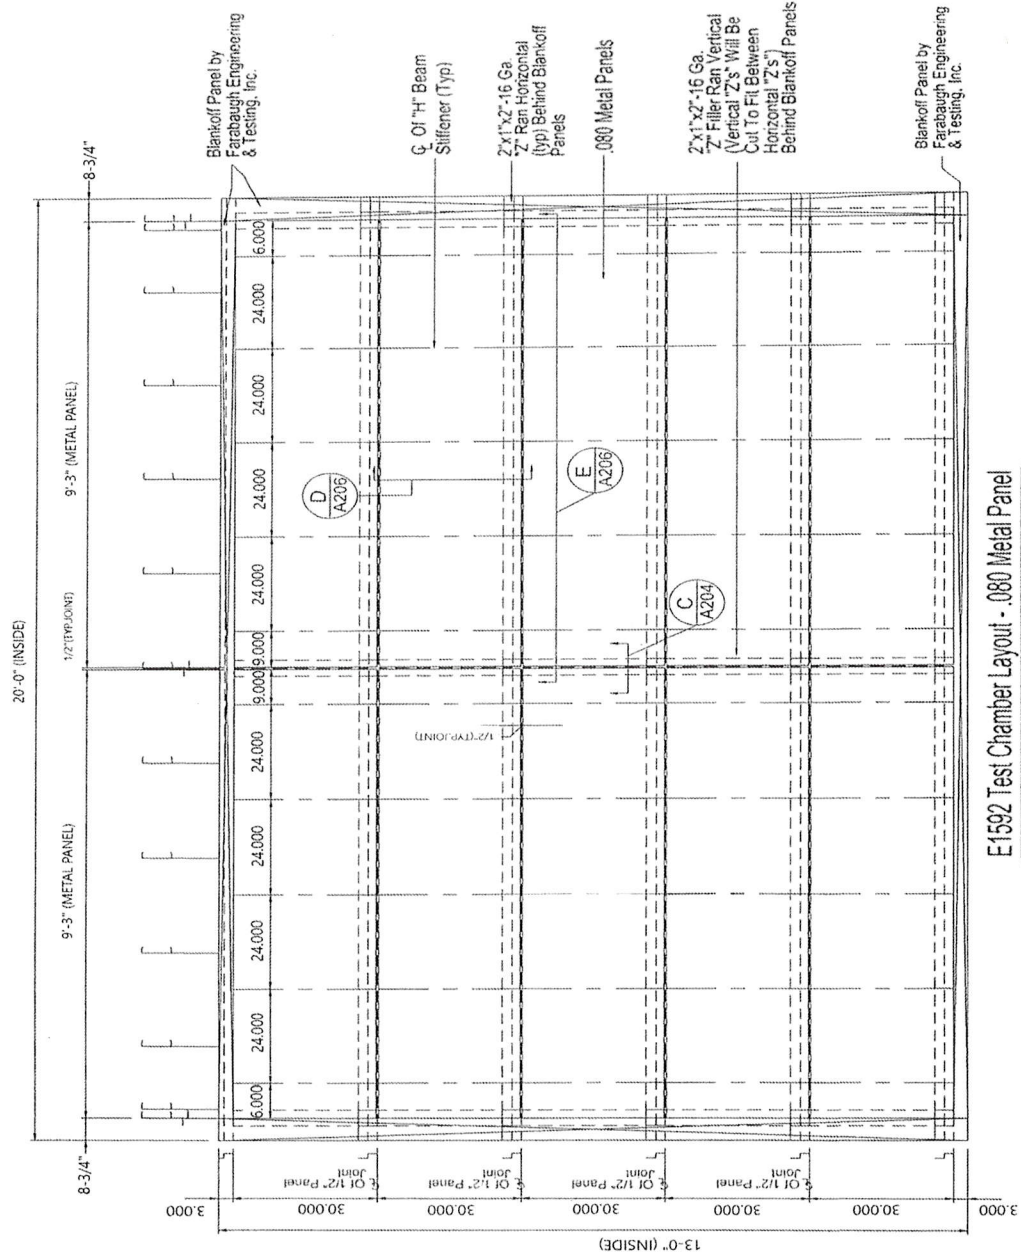 20'-0" (INSIDE)
8-3/4"
9'-3" (METAL PANEL)
1/2"(TYP.JOINT)
9'-3" (METAL PANEL)
8-3/4"
6.000
24.000
24.000
24.000
24.000
9.000
9.000
24.000
24.000
24.000
24.000
6.000
3.000
30.000
30.000
30.000
30.000
30.000
3.000
13-0" (INSIDE)
℄ Of 1/2" Panel
Joint
℄ Of 1/2" Panel
Joint
℄ Of 1/2" Panel
Joint
℄ Of 1/2" Panel
Joint
1/2"(TYP.JOINT)
D
A206
E
A206
C
A204
Blankoff Panel by
Farabaugh Engineering
& Testing, Inc.
℄ Of "H" Beam
Stiffener (Typ)
2"x1"x2"-16 Ga.
"Z" Ran Horizontal
(typ) Behind Blankoff
Panels
.080 Metal Panels
2"x1"x2"-16 Ga.
"Z" Filler Ran Vertical
(Vertical "Z's" Will Be
Cut To Fit Between
Horizontal "Z's")
Behind Blankoff Panels
Blankoff Panel by
Farabaugh Engineering
& Testing, Inc.
E1592 Test Chamber Layout - .080 Metal Panel